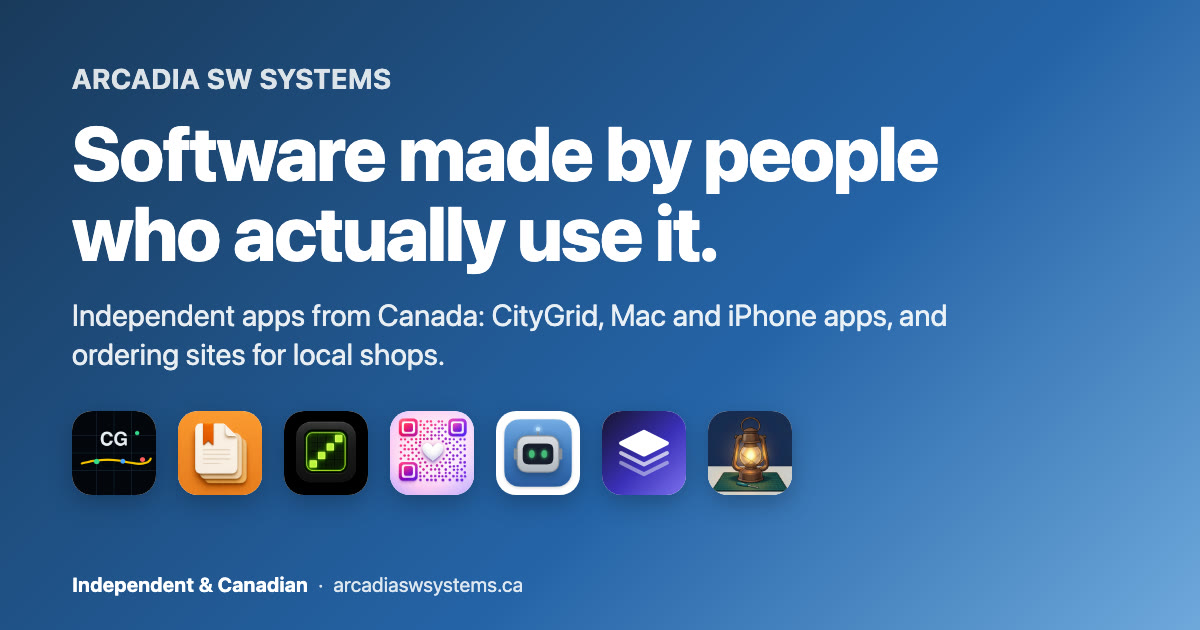 ARCADIA SW SYSTEMS
Software made by people
who actually use it.
Independent apps from Canada: CityGrid, Mac and iPhone apps, and
ordering sites for local shops.
CG
Independent & Canadian · arcadiaswsystems.ca